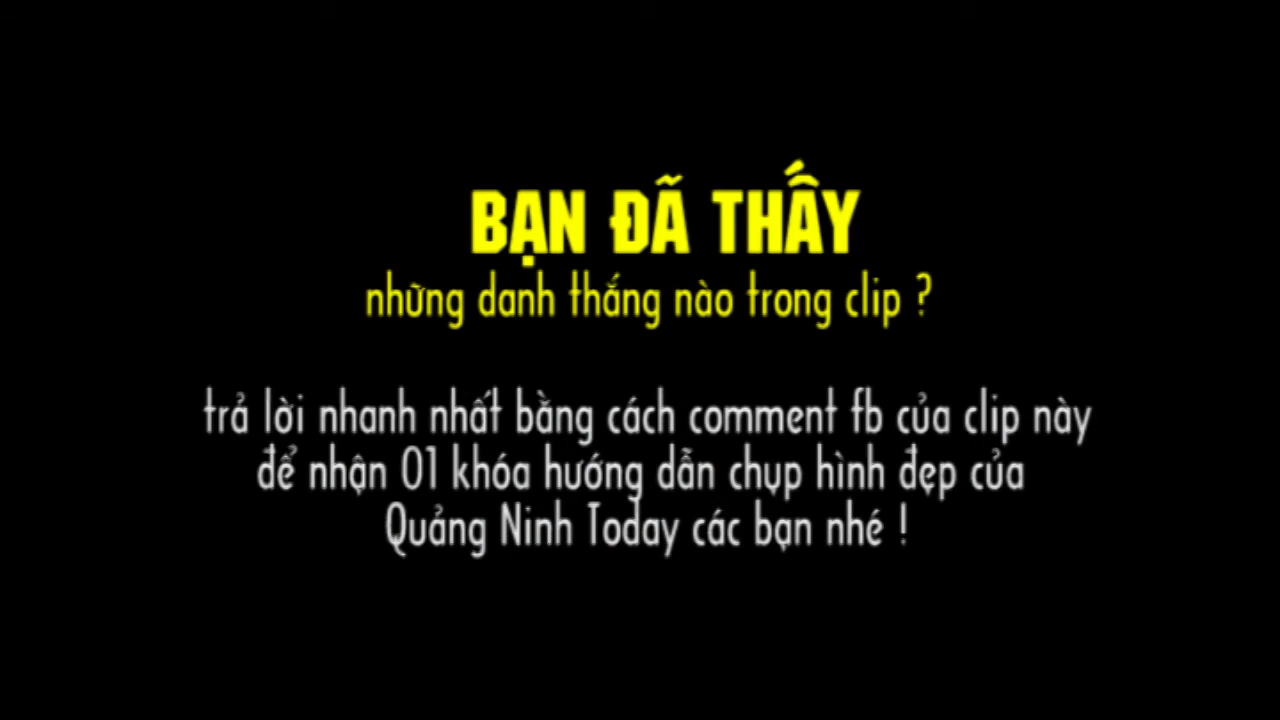 BẠN ĐÃ THẤY
những danh thắng nào trong clip ?
trả lời nhanh nhất bằng cách comment fb của clip này
để nhận 01 khóa hướng dẫn chụp hình đẹp của
Quảng Ninh Today các bạn nhé !